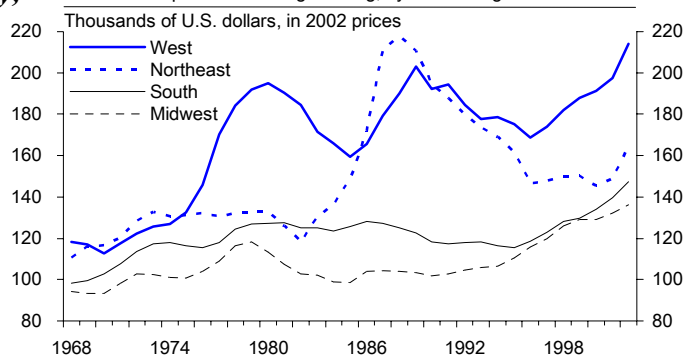 Thousands of U.S. dollars, in 2002 prices
220 220
West
200 Northeast 200
South
180 Midwest 180
160 160
140 140
120 120
100 100
80 80
1968 1974 1980 1986 1992 1998